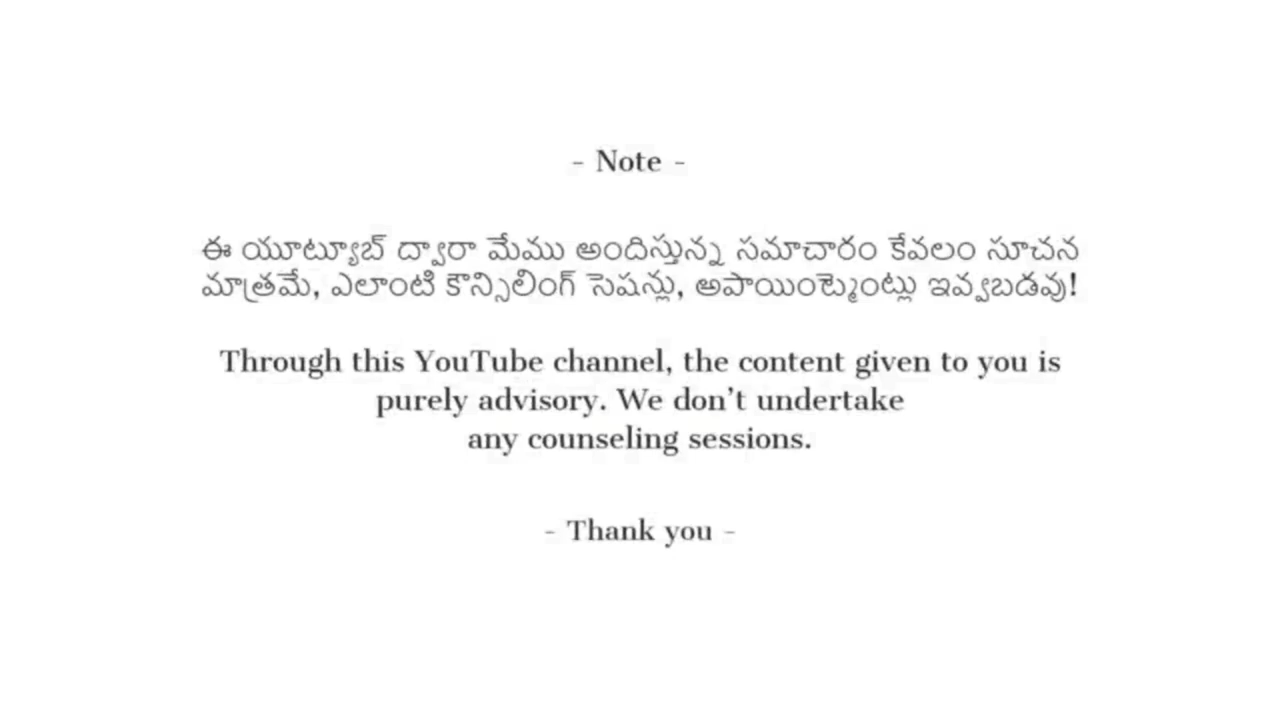 - Note -
ఈ యూట్యూబ్ ద్వారా మేము అందిస్తున్న సమాచారం కేవలం సూచన
మాత్రమే, ఎలాంటి కౌన్సిలింగ్ సెషన్లు, అపాయింట్మెంట్లు ఇవ్వబడవు!
Through this YouTube channel, the content given to you is
purely advisory. We don't undertake
any counseling sessions.
- Thank you -